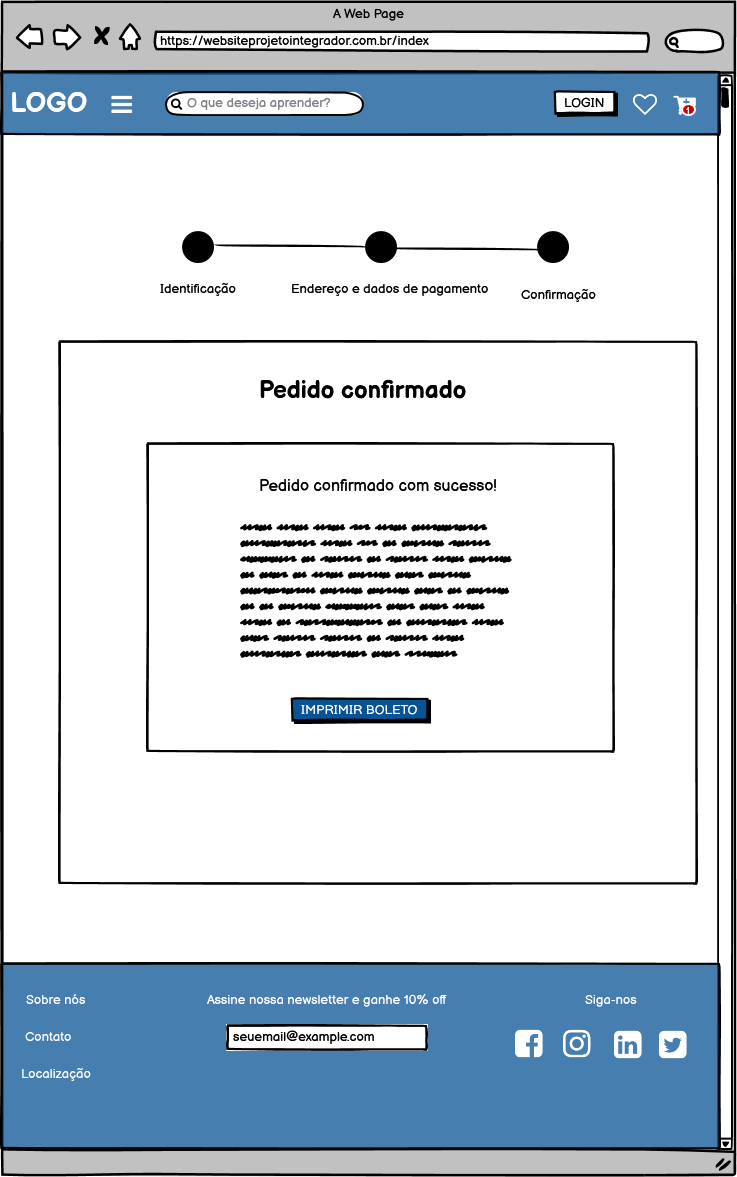 A Web Page
https://websiteprojetointegrador.com.br/index
LOGO
O que deseja aprender?
LOGIN
1
Identificação
Endereço e dados de pagamento
Confirmação
Pedido confirmado
Pedido confirmado com sucesso!
IMPRIMIR BOLETO
Sobre nós
Assine nossa newsletter e ganhe 10% off
Siga-nos
Contato
seuemail@example.com
Localização